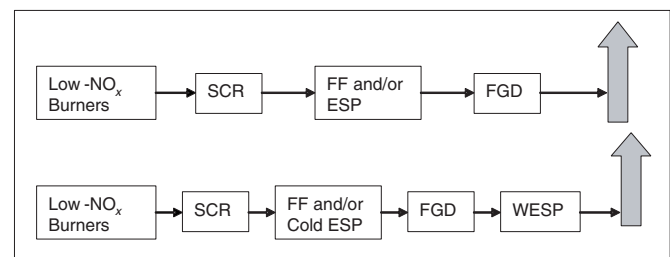 Low -NOx
Burners
SCR
FF and/or
ESP
FGD
Low -NOx
Burners
SCR
FF and/or
Cold ESP
FGD
WESP